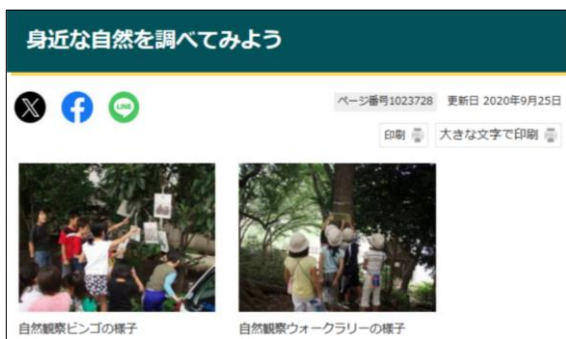 身近な自然を調べてみよう
LINE
ページ番号1023728 更新日 2020年9月25日
印刷 大きな文字で印刷
自然観察ビンゴの様子 自然観察ウォークラリーの様子